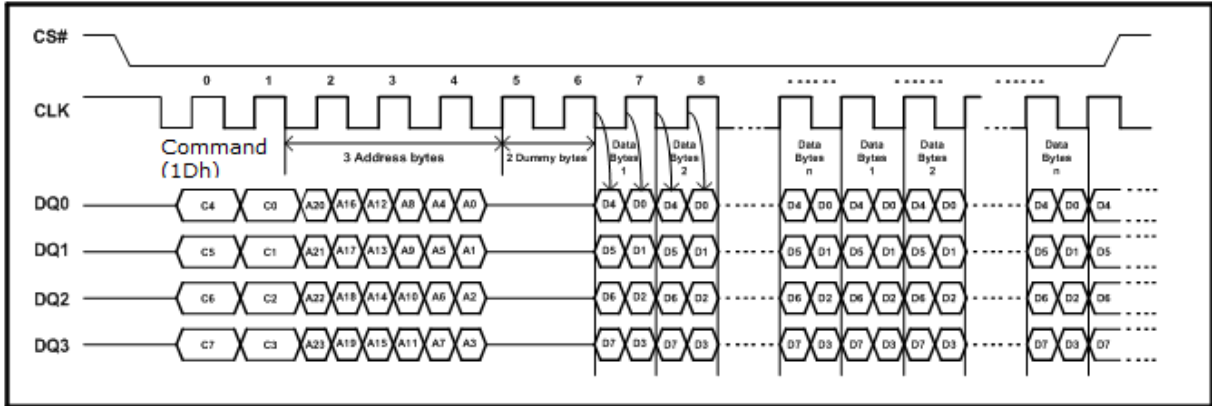 CS#
0 1 2 3 4 5 6 7 8
CLK
Command
(1Dh)
3 Address bytes
2 Dummy bytes
Data Bytes 1
Data Bytes 2
Data Bytes n
Data Bytes 1
Data Bytes 2
Data Bytes n
DQ0 C4 C0 A20 A16 A12 A8 A4 A0 D4 D0 D4 D0 D4 D0 D4 D0 D4 D0 D4 D0 D4
DQ1 C5 C1 A21 A17 A13 A9 A5 A1 D5 D1 D5 D1 D5 D1 D5 D1 D5 D1 D5 D1 D5
DQ2 C6 C2 A22 A18 A14 A10 A6 A2 D6 D2 D6 D2 D6 D2 D6 D2 D6 D2 D6 D2 D6
DQ3 C7 C3 A23 A19 A15 A11 A7 A3 D7 D3 D7 D3 D7 D3 D7 D3 D7 D3 D7 D3 D7